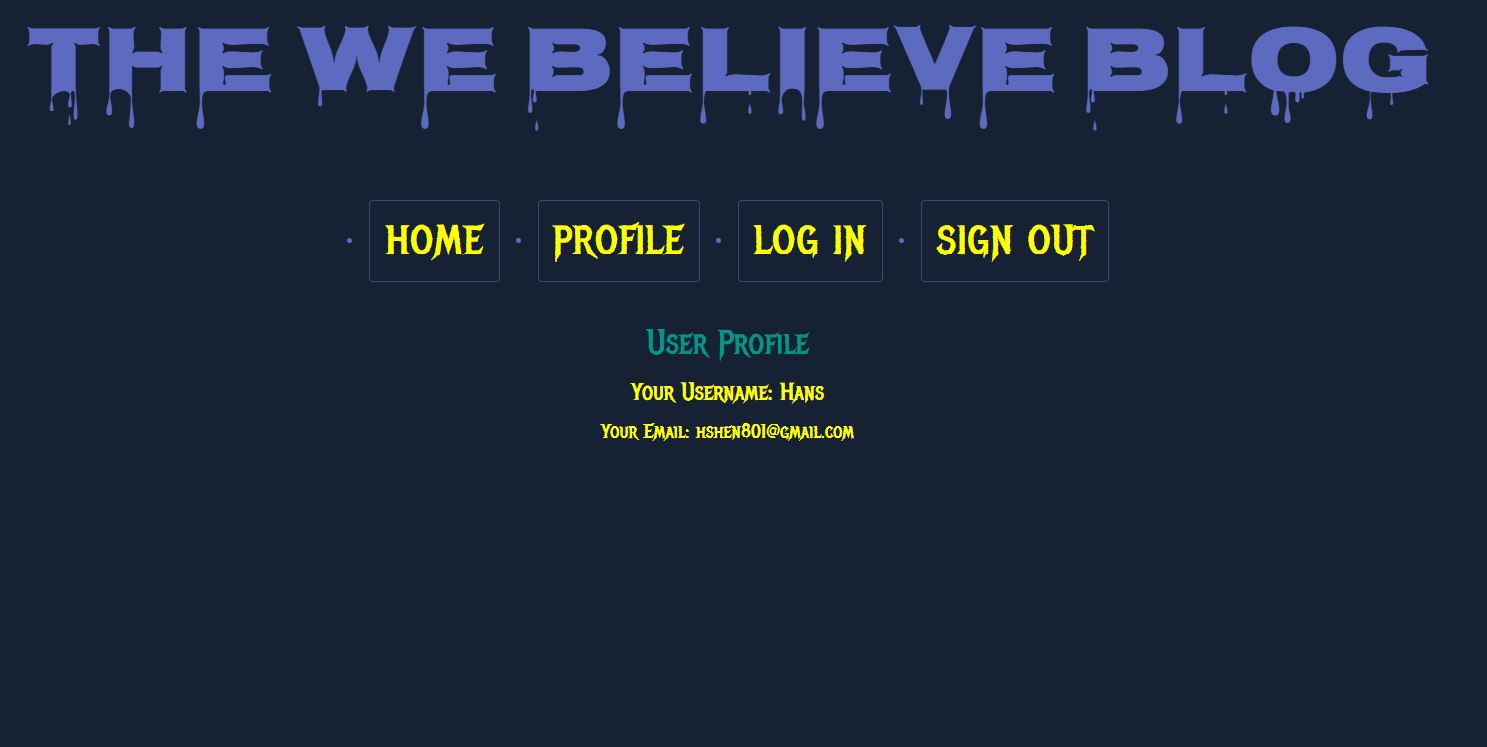 THE WE BELIEVE BLOG
HOME PROFILE LOG IN SIGN OUT
User Profile
Your Username: Hans
Your Email: hshen801@gmail.com